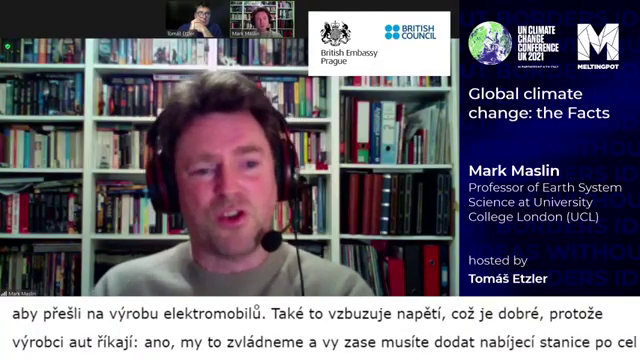 Tomáš Etzler
Mark Maslin
British Embassy
Prague
BRITISH
COUNCIL
UN CLIMATE
CHANGE
CONFERENCE
UK 2021
MELTINGPOT
Global climate
change: the Facts
Mark Maslin
Professor of Earth System
Science at University
College London (UCL)
hosted by
Tomáš Etzler
Mark Maslin
aby přešli na výrobu elektromobilů. Také to vzbuzuje napětí, což je dobré, protože
výrobci aut říkají: ano, my to zvládneme a vy zase musíte dodat nabíjecí stanice po cel